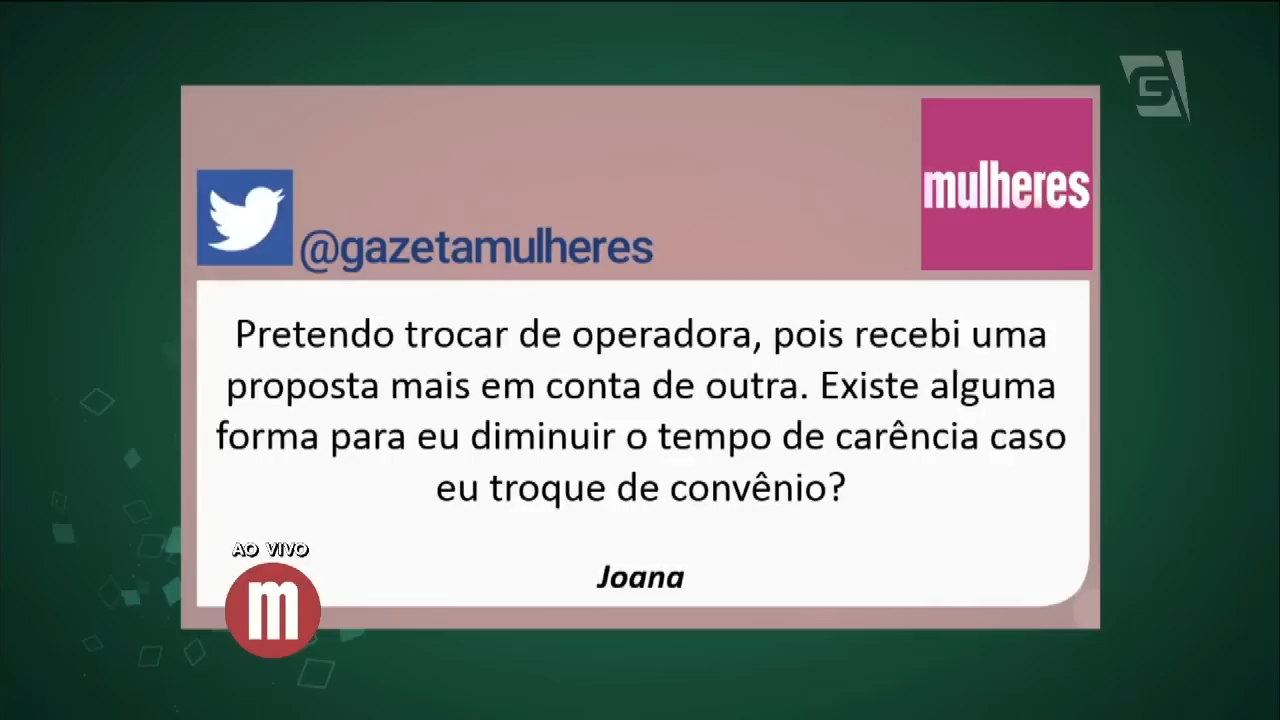 mulheres
@gazetamulheres
Pretendo trocar de operadora, pois recebi uma
proposta mais em conta de outra. Existe alguma
forma para eu diminuir o tempo de carência caso
eu troque de convênio?
Joana
AO VIVO
m
G